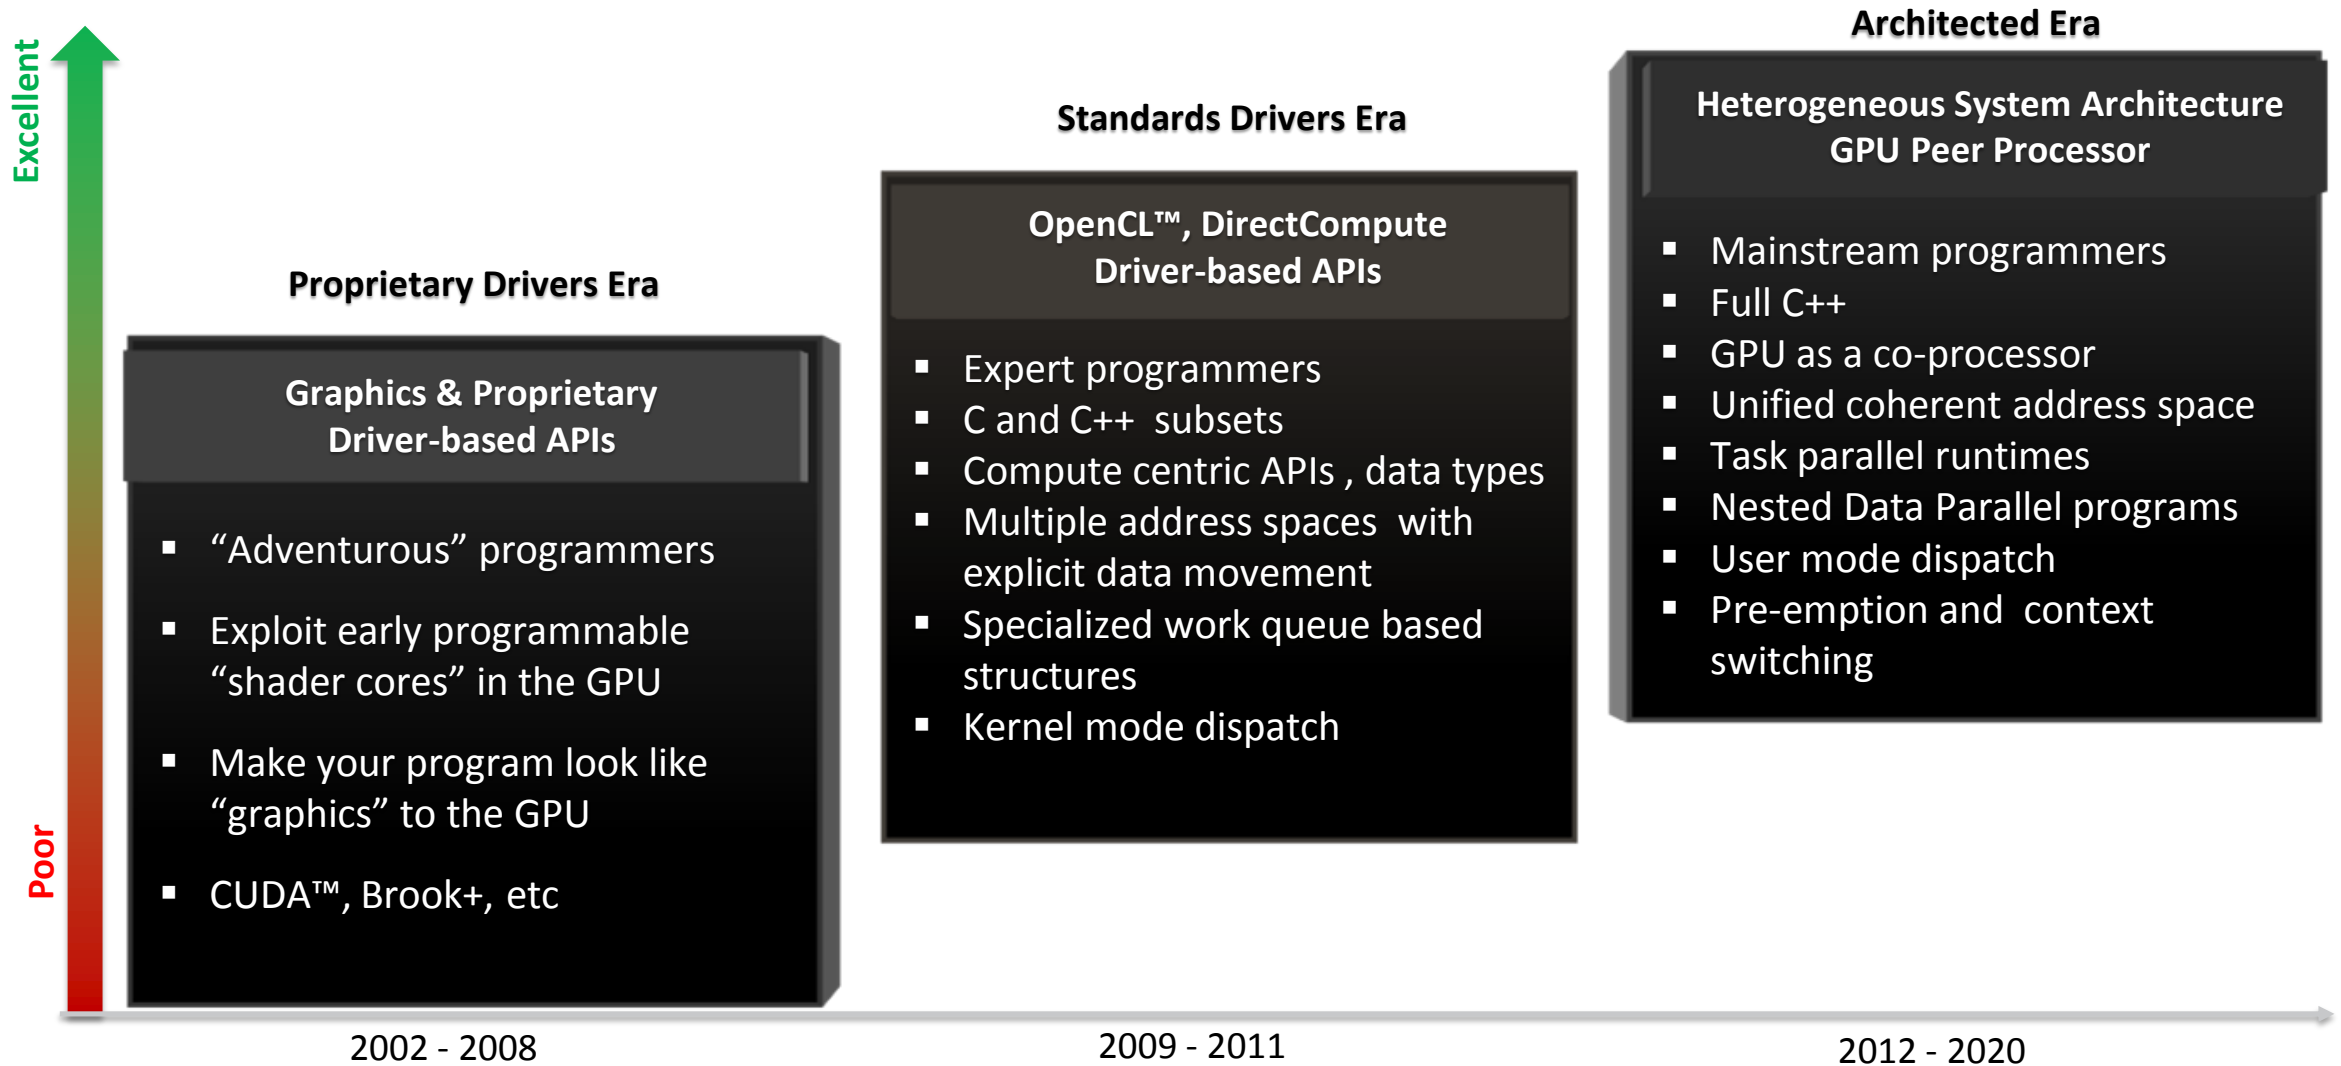 Excellent
Poor
Proprietary Drivers Era
Graphics & Proprietary
Driver-based APIs
▪ “Adventurous” programmers
▪ Exploit early programmable
“shader cores” in the GPU
▪ Make your program look like
“graphics” to the GPU
▪ CUDA™, Brook+, etc
2002 - 2008
Standards Drivers Era
OpenCL™, DirectCompute
Driver-based APIs
▪ Expert programmers
▪ C and C++ subsets
▪ Compute centric APIs , data types
▪ Multiple address spaces with
explicit data movement
▪ Specialized work queue based
structures
▪ Kernel mode dispatch
2009 - 2011
Architected Era
Heterogeneous System Architecture
GPU Peer Processor
▪ Mainstream programmers
▪ Full C++
▪ GPU as a co-processor
▪ Unified coherent address space
▪ Task parallel runtimes
▪ Nested Data Parallel programs
▪ User mode dispatch
▪ Pre-emption and context
switching
2012 - 2020